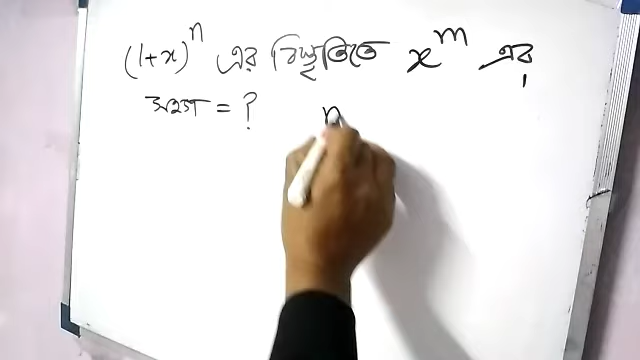 (1+x)^n এর বিস্তৃতিতে x^m এর
সহগ = ? n